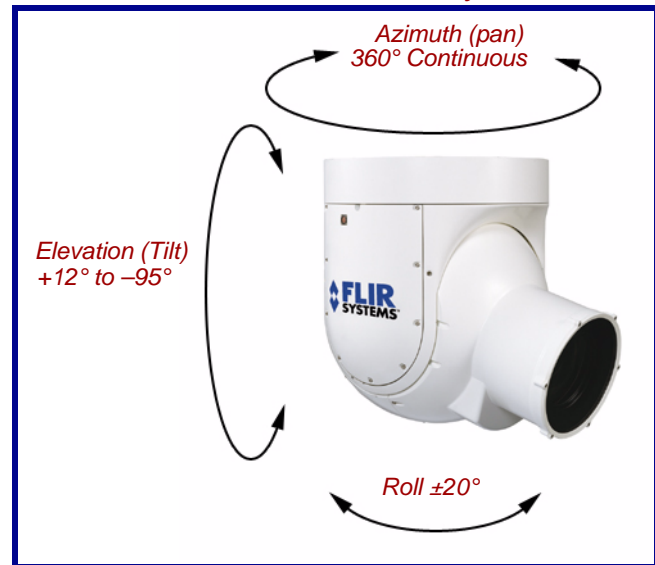 Azimuth (pan)
360° Continuous
Elevation (Tilt)
+12° to –95°
FLIR
SYSTEMS
Roll ±20°